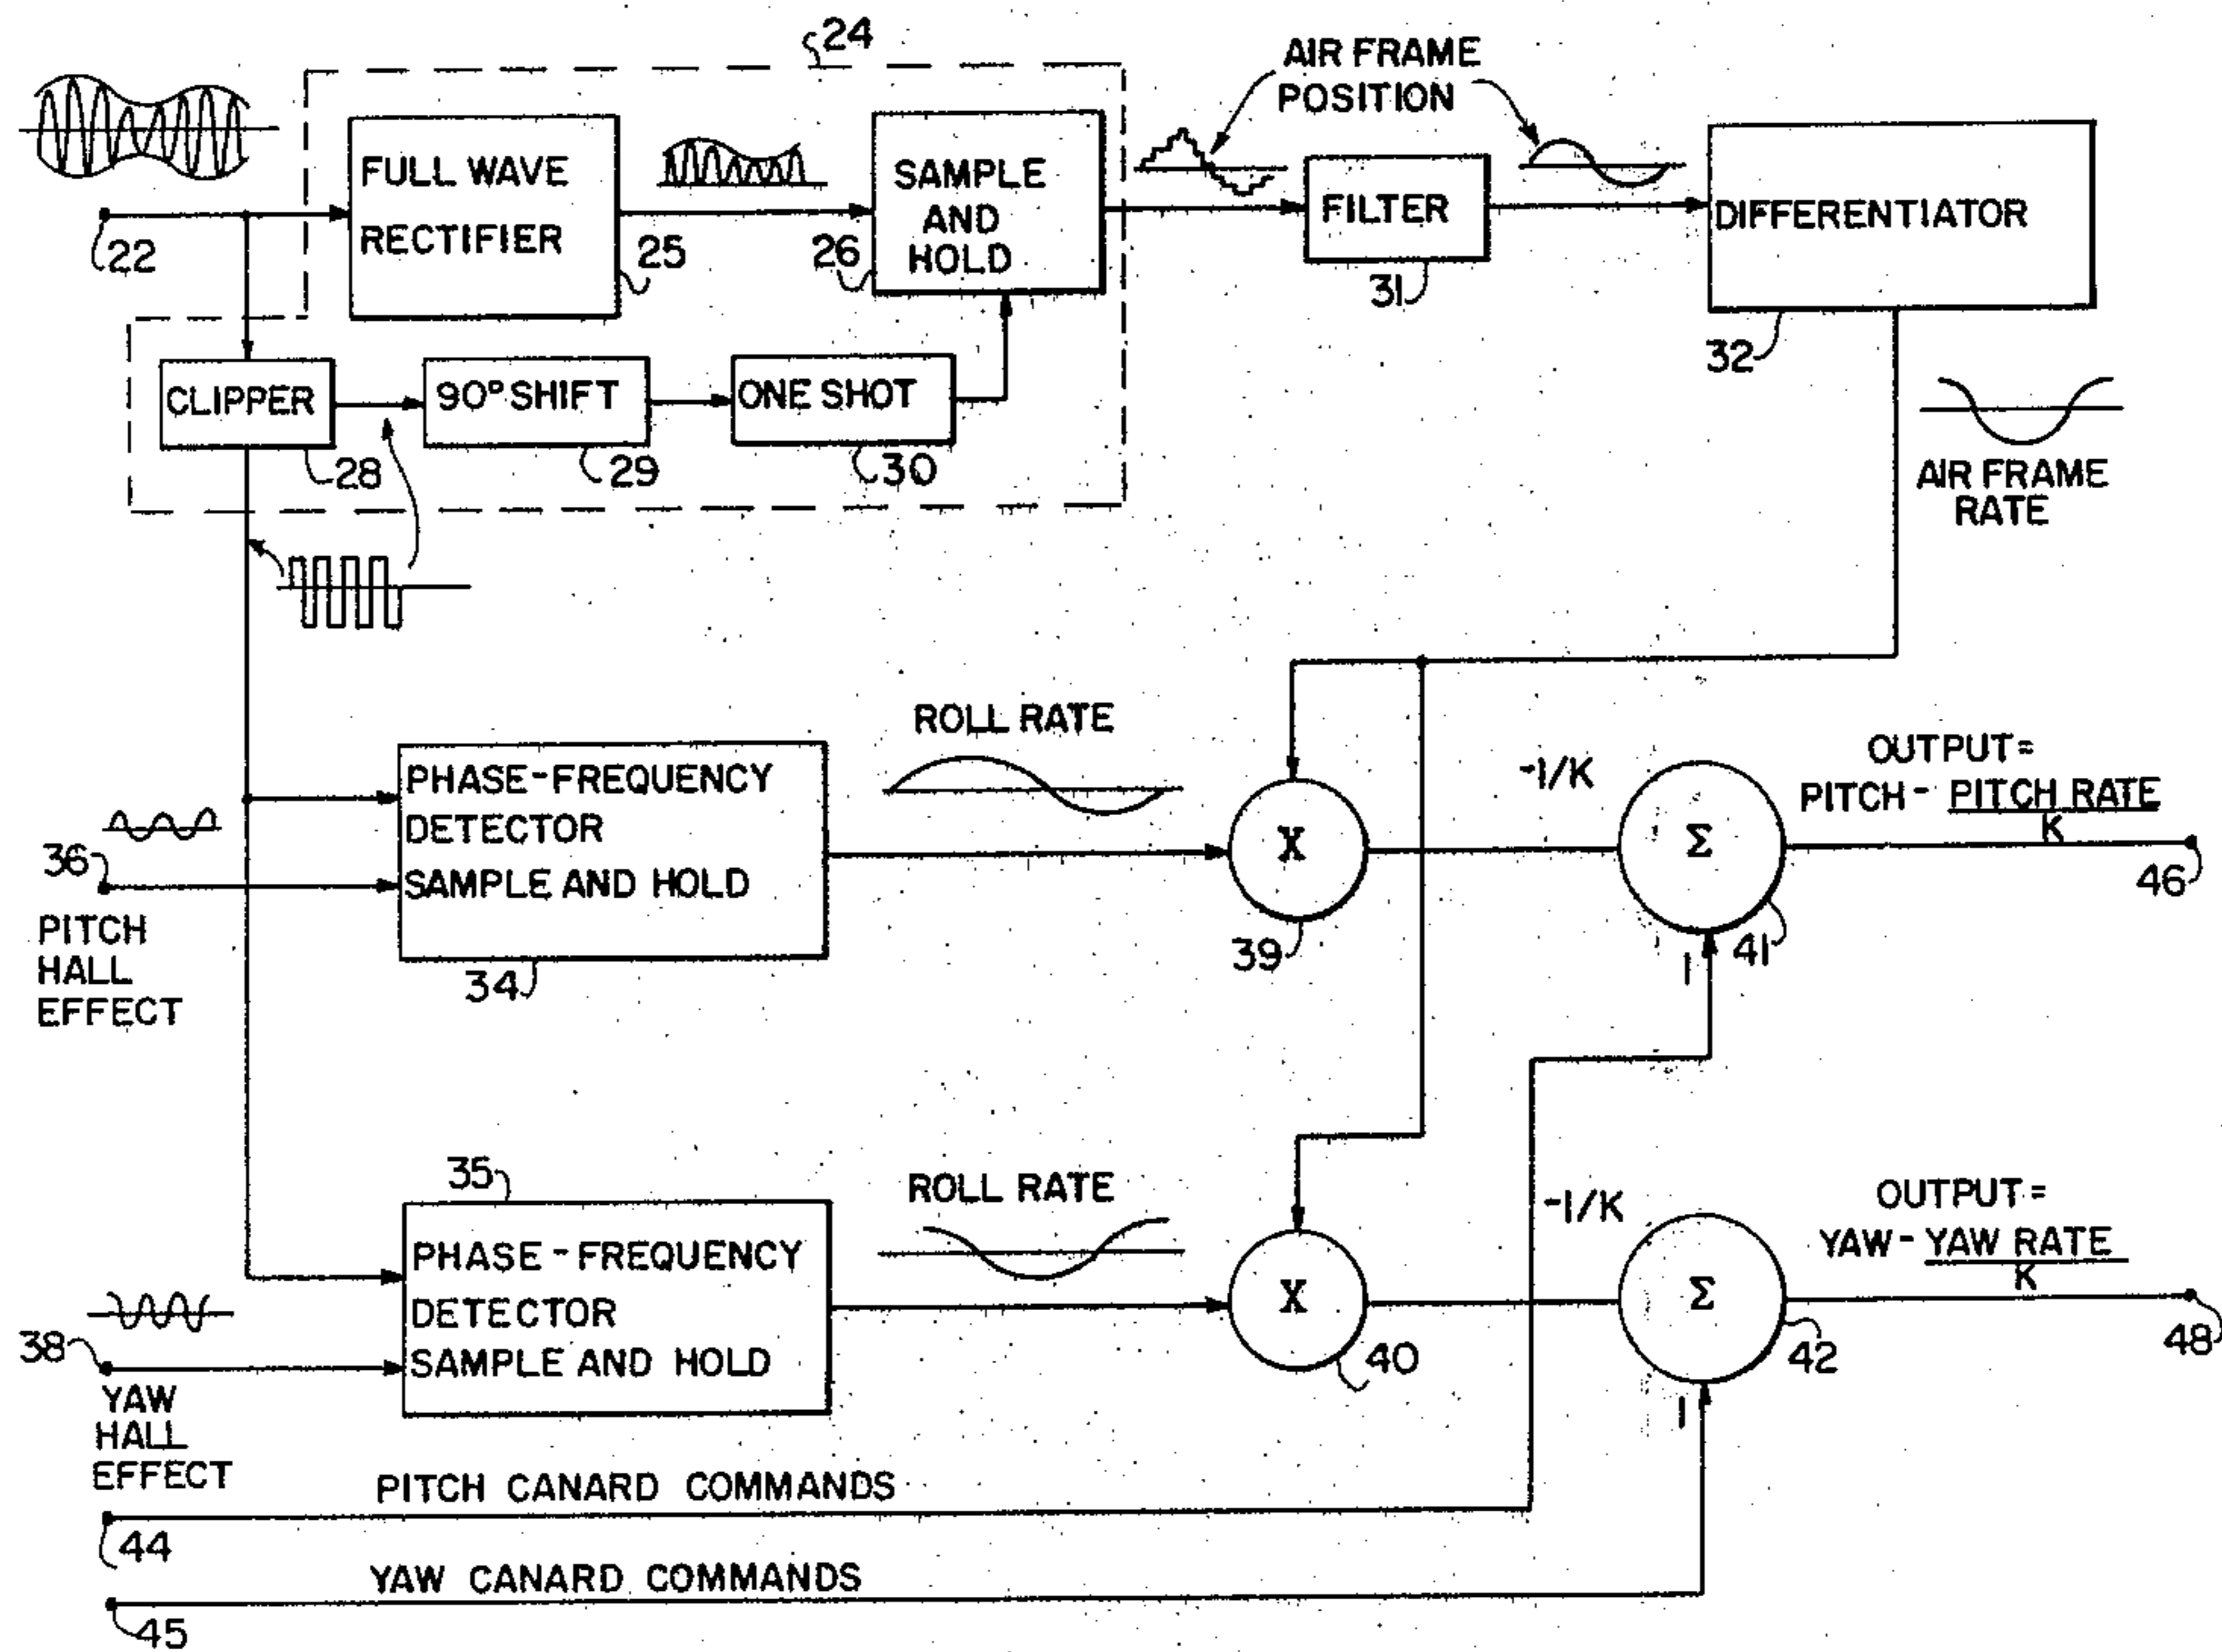 24
AIR FRAME
POSITION
FULL WAVE
RECTIFIER
SAMPLE
AND
HOLD
FILTER
DIFFERENTIATOR
22
25
26
31
32
CLIPPER
90° SHIFT
ONE SHOT
28
29
30
AIR FRAME
RATE
ROLL RATE
PHASE-FREQUENCY
DETECTOR
SAMPLE AND HOLD
36
PITCH
HALL
EFFECT
34
X
39
-1/K
Σ
1
41
OUTPUT =
PITCH - PITCH RATE
K
46
35
ROLL RATE
PHASE - FREQUENCY
DETECTOR
SAMPLE AND HOLD
38
YAW
HALL
EFFECT
X
40
-1/K
Σ
1
42
OUTPUT =
YAW - YAW RATE
K
48
PITCH CANARD COMMANDS
44
YAW CANARD COMMANDS
45